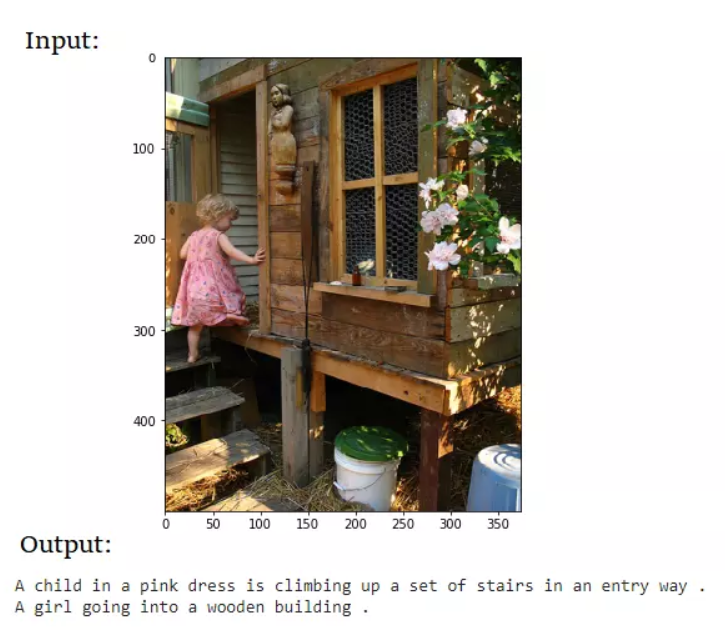 Input:
0
100
200
300
400
0 50 100 150 200 250 300 350
Output:
A child in a pink dress is climbing up a set of stairs in an entry way .
A girl going into a wooden building .